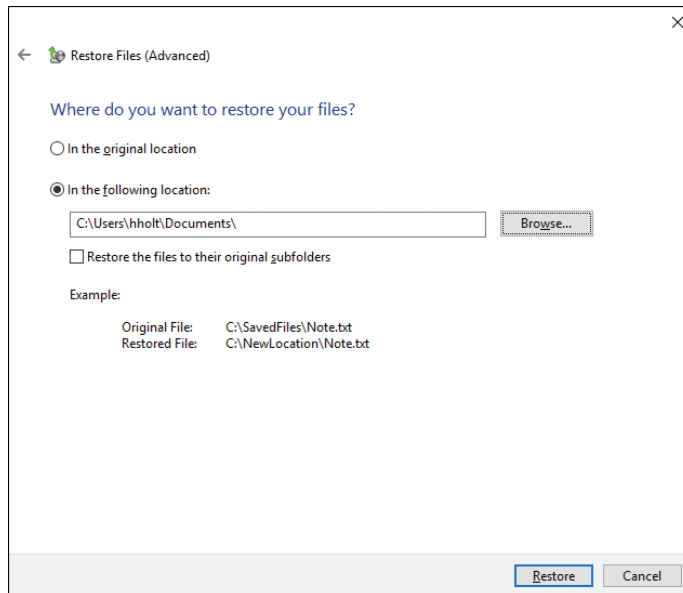 Restore Files (Advanced)
Where do you want to restore your files?
In the original location
In the following location:
C:\Users\hholt\Documents\ Browse...
Restore the files to their original subfolders
Example:
Original File: C:\SavedFiles\Note.txt
Restored File: C:\NewLocation\Note.txt
Restore Cancel